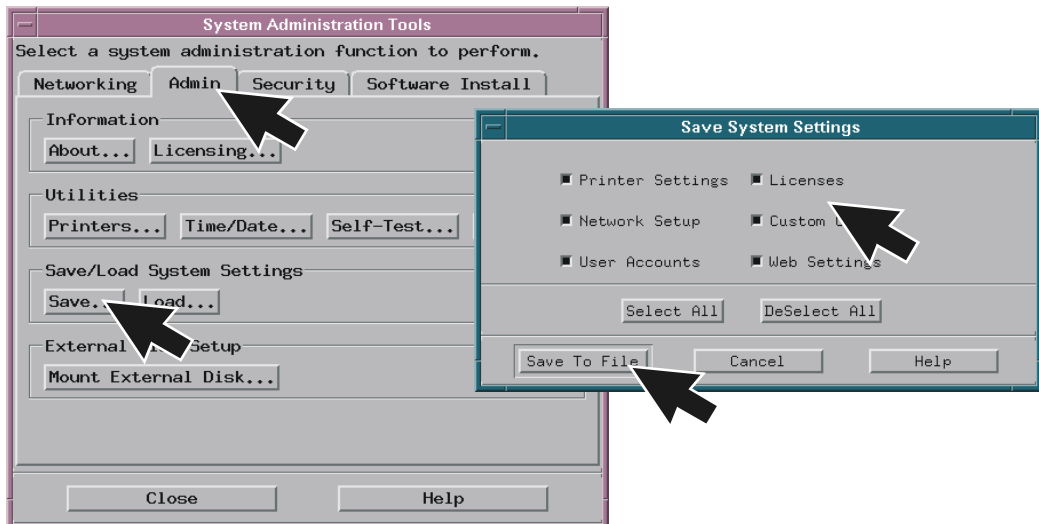 System Administration Tools
Select a system administration function to perform.
Networking Admin Security Software Install
Information
About... Licensing...
Utilities
Printers... Time/Date... Self-Test...
Save/Load System Settings
Save... Load...
External Setup
Mount External Disk...
Close Help
Save System Settings
Printer Settings Licenses
Network Setup Custom
User Accounts Web Settings
Select All DeSelect All
Save To File Cancel Help